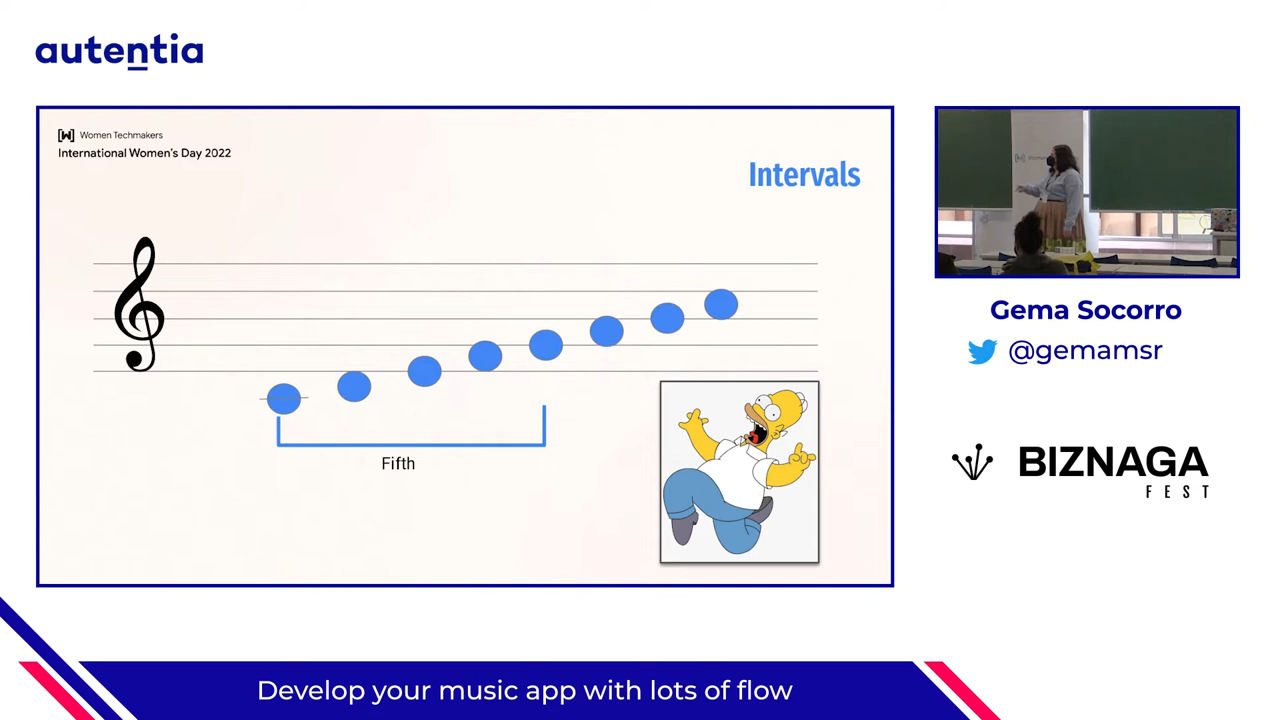 autentia
[W] Women Techmakers
International Women's Day 2022
Intervals
Fifth
Gema Socorro
@gemamsr
BIZNAGA
FEST
Develop your music app with lots of flow